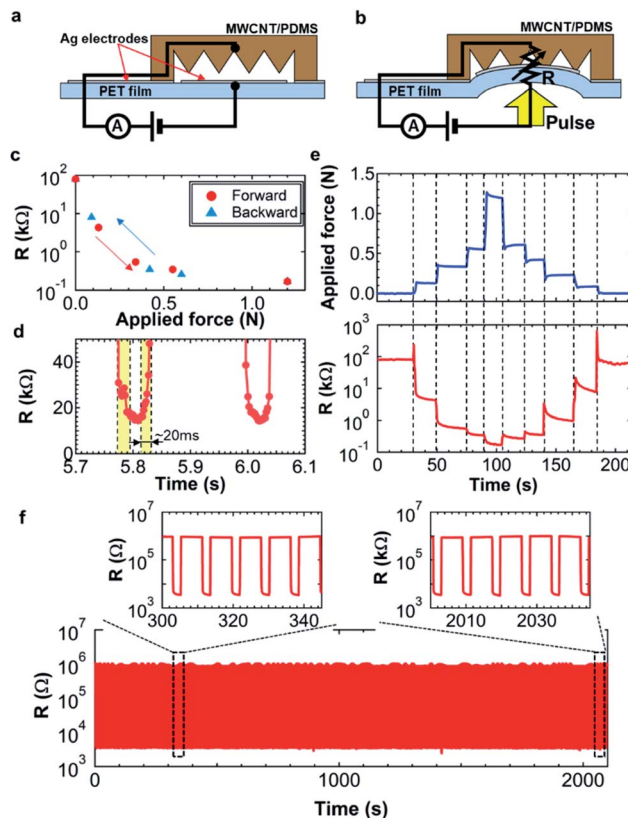 a
MWCNT/PDMS
Ag electrodes
PET film
A
b
MWCNT/PDMS
PET film
R
A
Pulse
c
R (kΩ)
10²
10¹
10⁰
10⁻¹
Forward
Backward
0.0 0.5 1.0
Applied force (N)
d
R (kΩ)
40
20
0
~20ms
5.7 5.8 5.9 6.0 6.1
Time (s)
e
Applied force (N)
1.5
1.0
0.5
0.0
R (kΩ)
10³
10²
10¹
10⁰
10⁻¹
0 50 100 150 200
Time (s)
f
R (Ω)
10⁷
10⁵
10³
300 320 340
R (kΩ)
10⁷
10⁵
10³
2010 2030
R (Ω)
10⁷
10⁶
10⁵
10⁴
10³
0 1000 2000
Time (s)